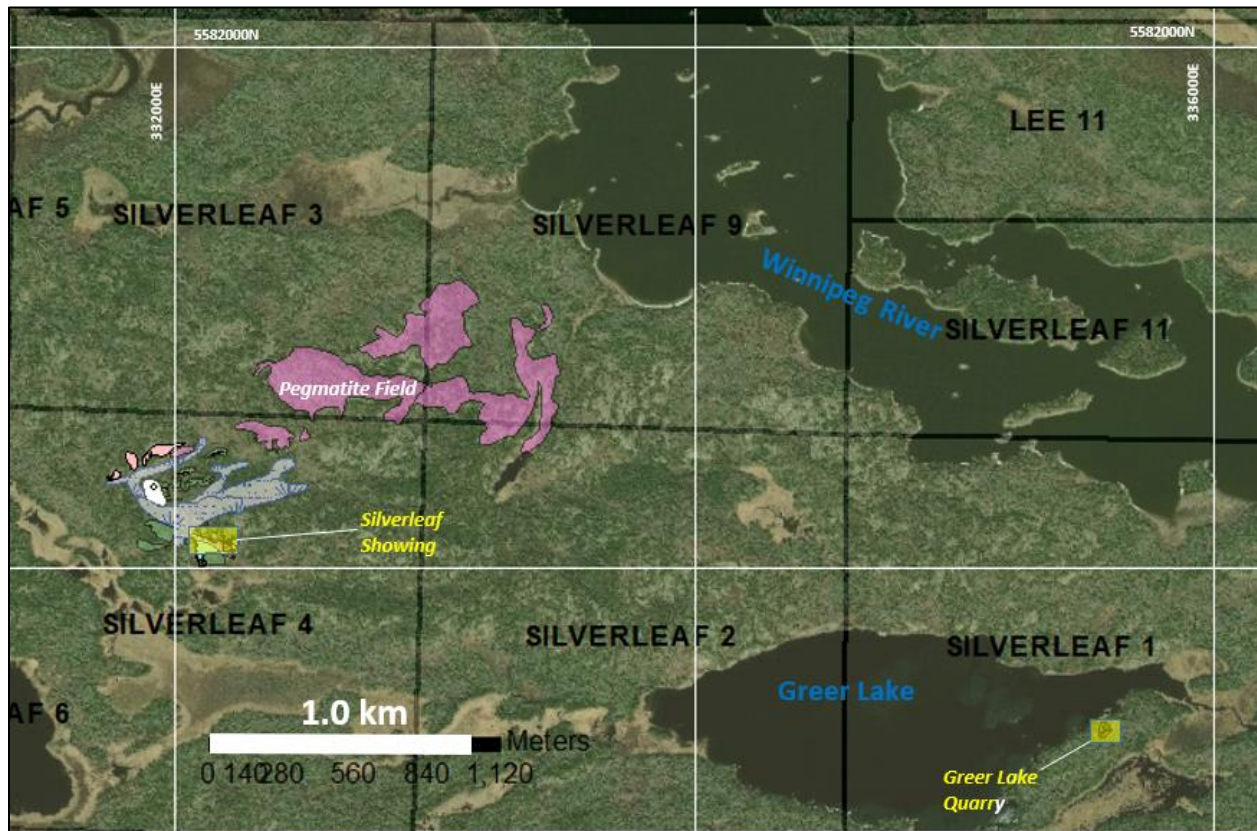 5582000N
5582000N
332000E
336000E
LEE 11
AF 5
SILVERLEAF 3
SILVERLEAF 9
Winnipeg River
SILVERLEAF 11
Pegmatite Field
Silverleaf
Showing
SILVERLEAF 4
SILVERLEAF 2
SILVERLEAF 1
AF 6
Greer Lake
1.0 km
Meters
0 140280 560 840 1,120
Greer Lake
Quarry